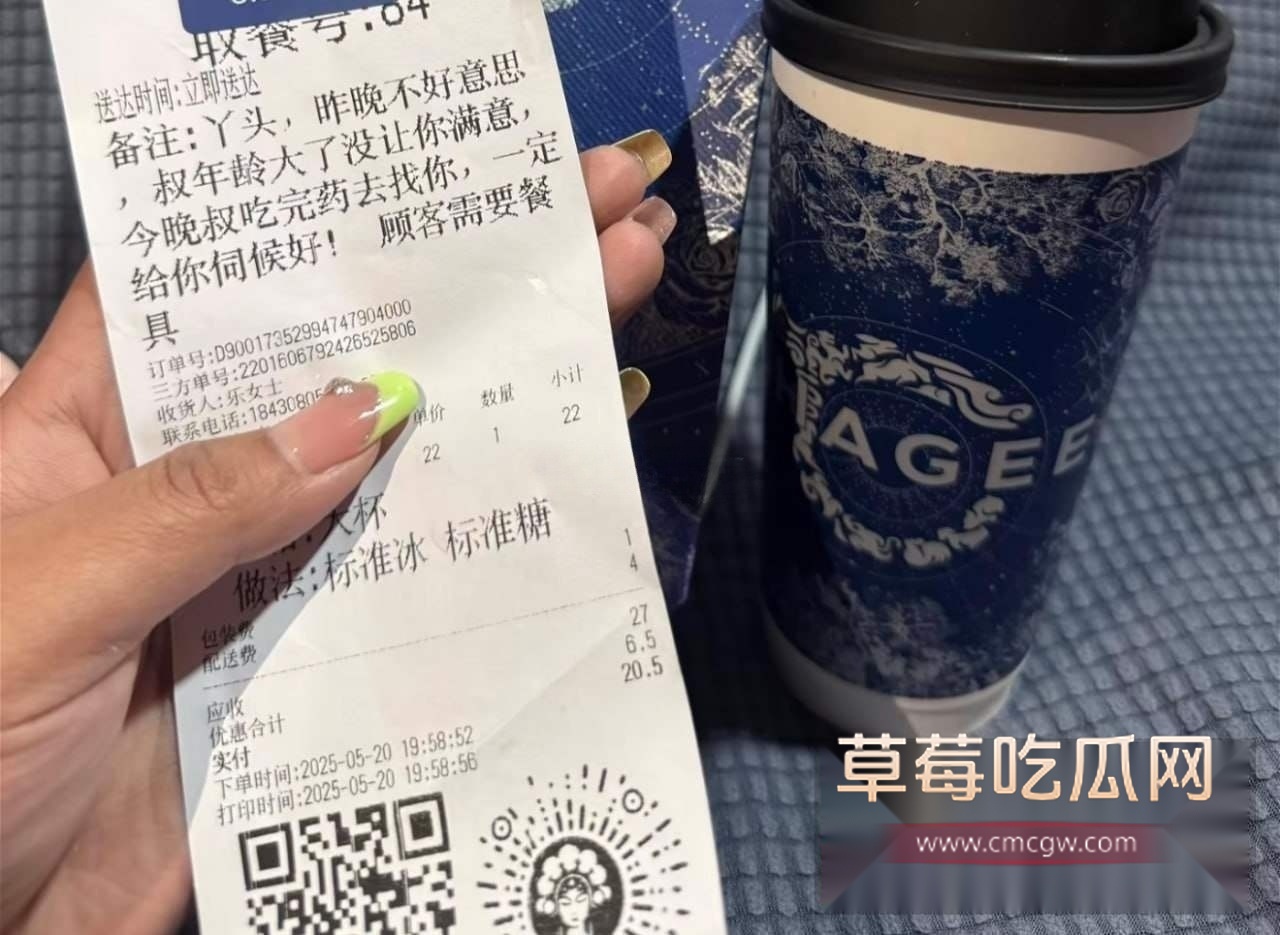 取餐号:64
送达时间:立即送达
备注:丫头，昨晚不好意思
，叔年龄大了没让你满意，
今晚叔吃完药去找你，一定
给你伺候好！ 顾客需要餐
具
订单号:D90017352994747904000
三方单号:2201606792426525806
收货人:乐女士
联系电话:18430805
单价 数量 小计
22 1 22
大杯
做法:标准冰 标准糖
包装费 1
配送费 4
应收 27
优惠合计 6.5
实付 20.5
下单时间:2025-05-20 19:58:52
打印时间:2025-05-20 19:58:56
AGEE
草莓吃瓜网
www.cmcgw.com